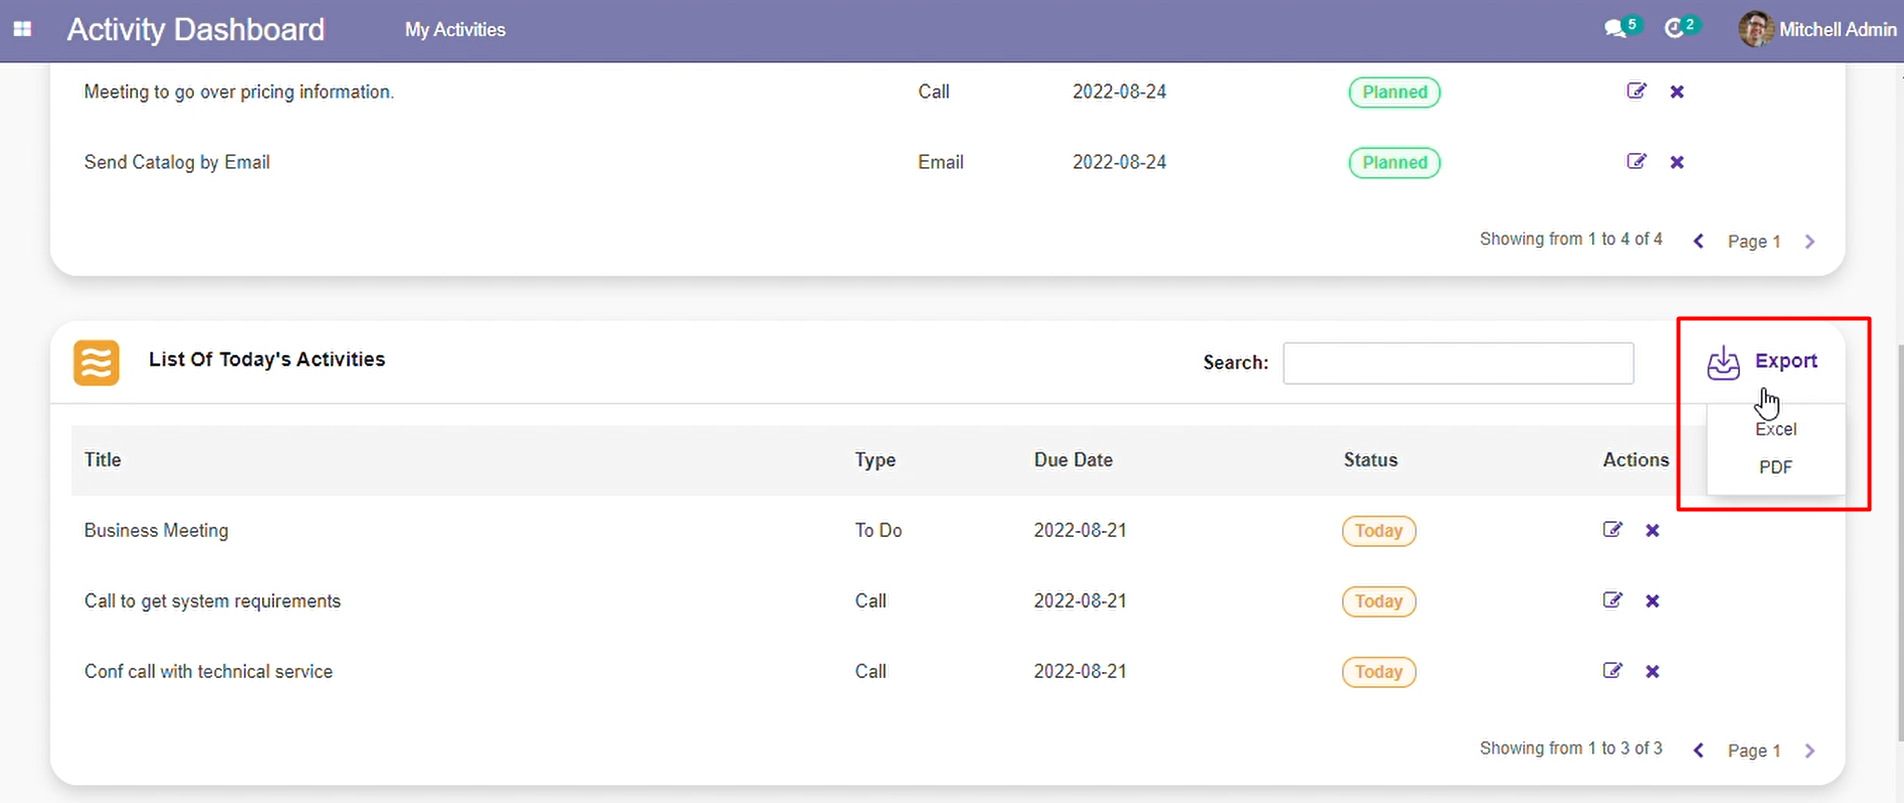 Activity Dashboard My Activities 5 2 Mitchell Admin
Meeting to go over pricing information. Call 2022-08-24 Planned
Send Catalog by Email Email 2022-08-24 Planned
Showing from 1 to 4 of 4 Page 1
List Of Today's Activities Search: Export
Excel
PDF
Title Type Due Date Status Actions
Business Meeting To Do 2022-08-21 Today
Call to get system requirements Call 2022-08-21 Today
Conf call with technical service Call 2022-08-21 Today
Showing from 1 to 3 of 3 Page 1